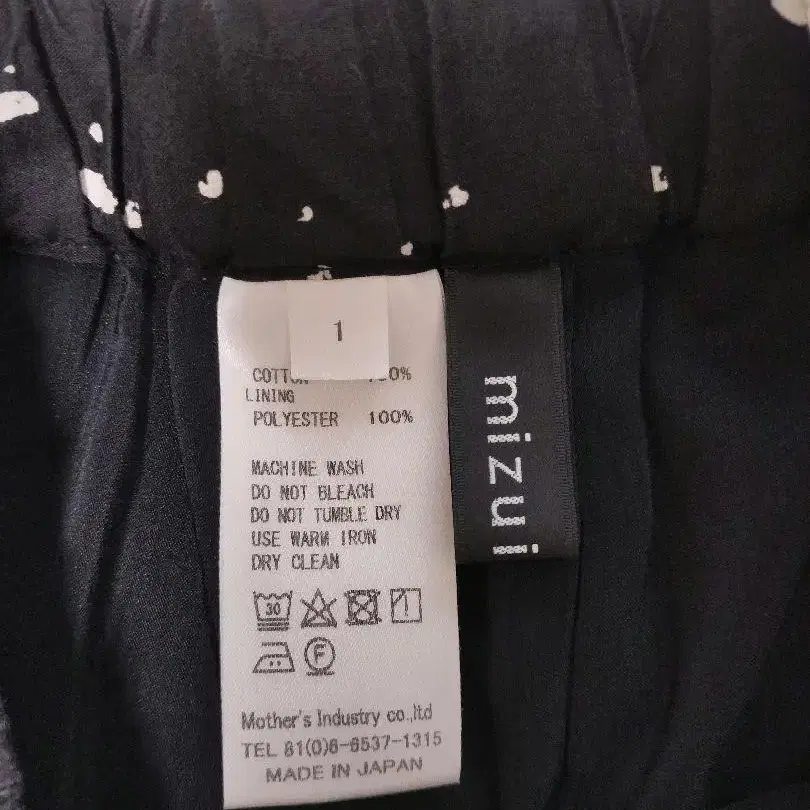 1
LINING
POLYESTER 100%
MACHINE WASH
DO NOT BLEACH
DO NOT TUMBLE DRY
USE WARM IRON
DRY CLEAN
30
F
Mother's Industry co.,ltd
TEL 81(0)6-6537-1315
MADE IN JAPAN
mizui